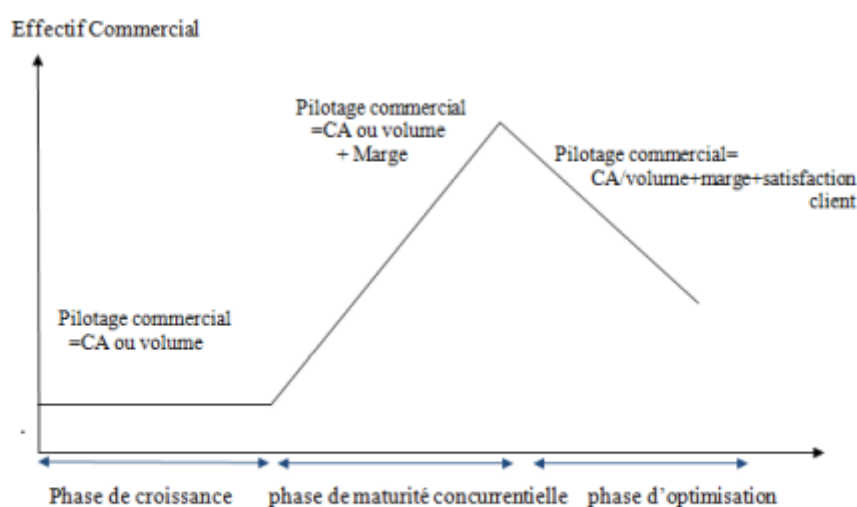 Effectif Commercial
Pilotage commercial
=CA ou volume
+ Marge
Pilotage commercial=
CA/volume+marge+satisfaction
client
Pilotage commercial
=CA ou volume
Phase de croissance
phase de maturité concurrentielle
phase d'optimisation